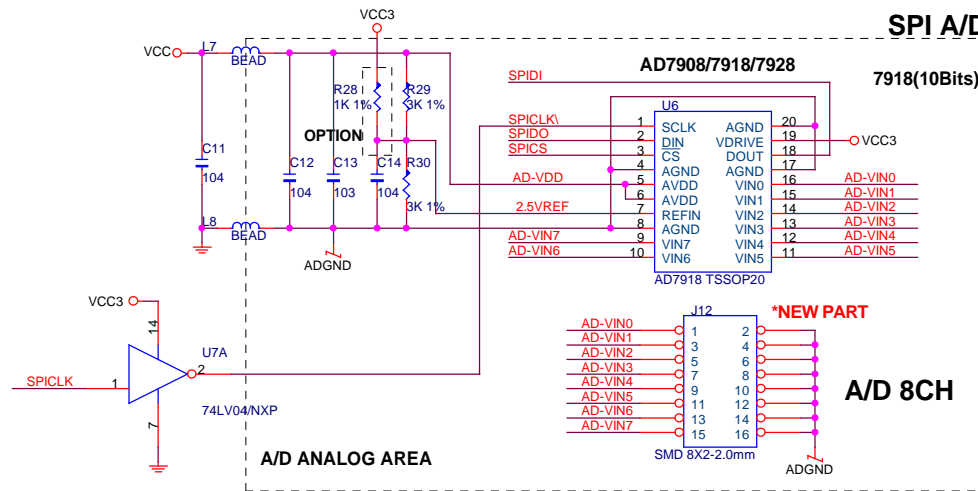 SPI A/D
VCC3
VCC
L7
BEAD
AD7908/7918/7928
7918(10Bits)
SPIDI
R28
1K 1%
R29
3K 1%
U6
OPTION
SPICLK\
SPIDO
SPICS
1 SCLK AGND 20
2 DIN VDRIVE 19 VCC3
3 CS DOUT 18
4 AGND AGND 17
5 AVDD VIN0 16 AD-VIN0
6 AVDD VIN1 15 AD-VIN1
7 REFIN VIN2 14 AD-VIN2
8 AGND VIN3 13 AD-VIN3
9 VIN7 VIN4 12 AD-VIN4
10 VIN6 VIN5 11 AD-VIN5
AD-VDD
2.5VREF
AD-VIN7
AD-VIN6
AD7918 TSSOP20
C11
104
C12
104
C13
103
C14
104
R30
3K 1%
L8
BEAD
ADGND
VCC3
14
U7A
SPICLK 1 2
7
74LV04/NXP
A/D ANALOG AREA
J12
*NEW PART
AD-VIN0 1 2
AD-VIN1 3 4
AD-VIN2 5 6
AD-VIN3 7 8
AD-VIN4 9 10
AD-VIN5 11 12
AD-VIN6 13 14
AD-VIN7 15 16
SMD 8X2-2.0mm
ADGND
A/D 8CH